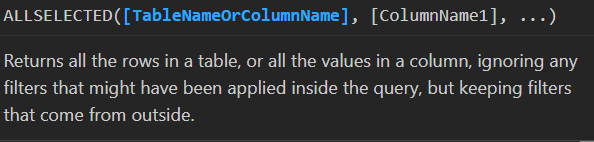 ALLSELECTED([TableNameOrColumnName], [ColumnName1], ...)
Returns all the rows in a table, or all the values in a column, ignoring any
filters that might have been applied inside the query, but keeping filters
that come from outside.